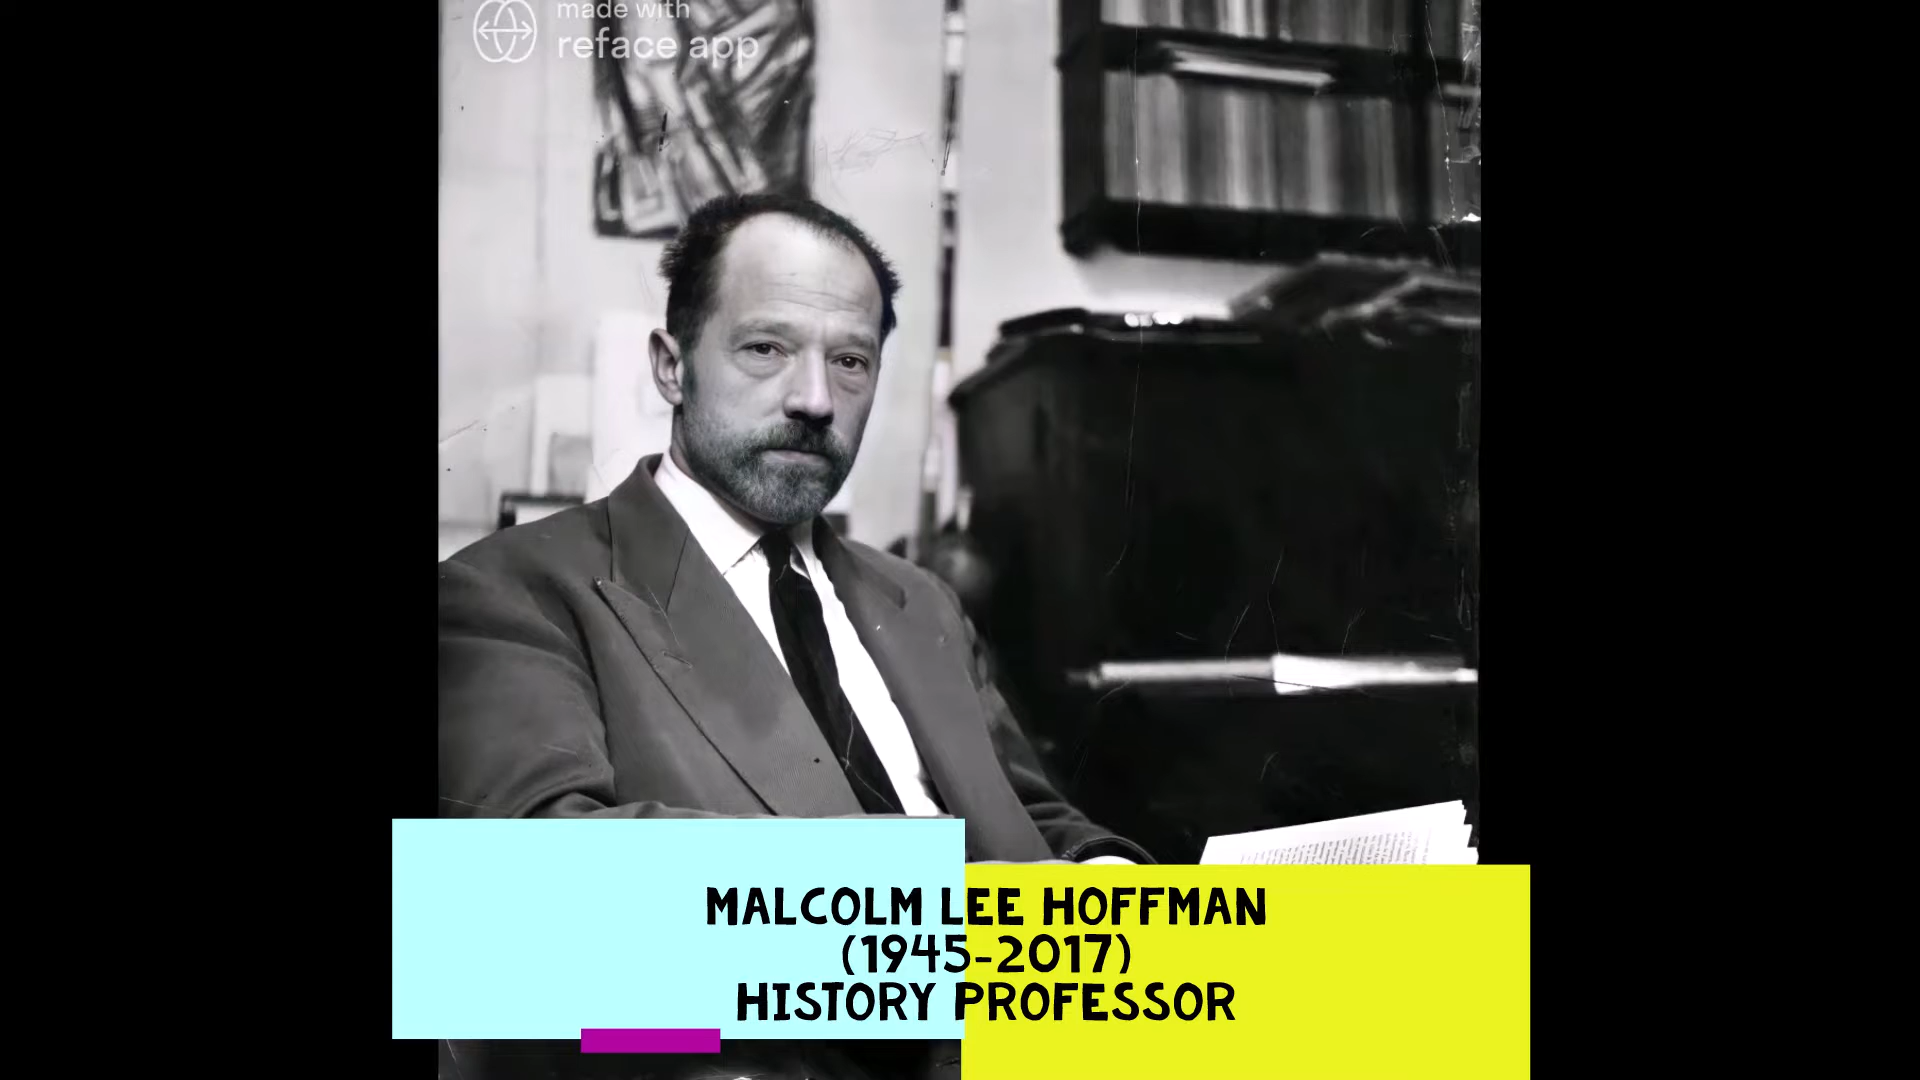 made with
reface app
MALCOLM LEE HOFFMAN
(1945-2017)
HISTORY PROFESSOR